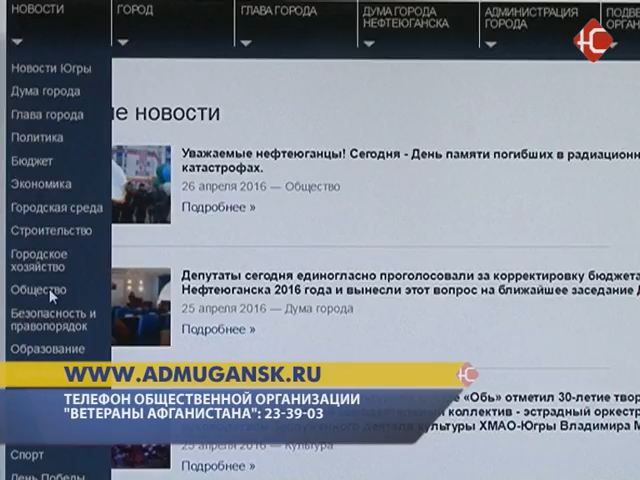 НОВОСТИ
ГОРОД
ГЛАВА ГОРОДА
ДУМА ГОРОДА
НЕФТЕЮГАНСКА
АДМИНИСТРАЦИЯ
ГОРОДА
Новости Югры
Дума города
Глава города
Политика
Бюджет
Экономика
Городская среда
Строительство
Городское
хозяйство
Общество
Безопасность и
правопорядок
Образование
Спорт
День Победы
новости
Уважаемые нефтеюганцы! Сегодня - День памяти погибших в
катастрофах.
26 апреля 2016 — Общество
Подробнее »
Депутаты сегодня единогласно проголосовали за корректировку бюджета
Нефтеюганска 2016 года и вынесли этот вопрос на ближайшее заседание
25 апреля 2016 — Дума города
Подробнее »
«Обь» отметил 30-летие
коллектив - эстрадный
культуры ХМАО-Югры Владимира
25 апреля 2016 — Культура
Подробнее »
WWW.ADMUGANSK.RU
ТЕЛЕФОН ОБЩЕСТВЕННОЙ ОРГАНИЗАЦИИ
"ВЕТЕРАНЫ АФГАНИСТАНА": 23-39-03